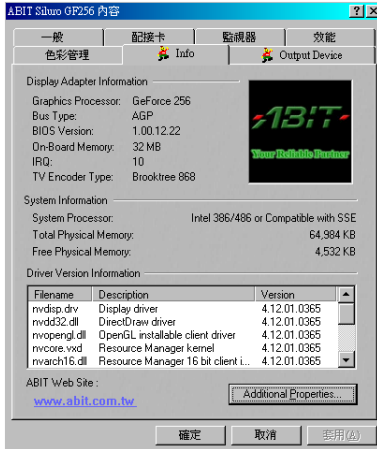 ABIT Siluro GF256 內容
一般 配接卡 監視器 效能
色彩管理 Info Output Device
Display Adapter Information
Graphics Processor: GeForce 256
Bus Type: AGP
BIOS Version: 1.00.12.22
On-Board Memory: 32 MB
IRQ: 10
TV Encoder Type: Brooktree 868
ABIT
Your Reliable Partner
System Information
System Processor: Intel 386/486 or Compatible with SSE
Total Physical Memory: 64,984 KB
Free Physical Memory: 4,532 KB
Driver Version Information
Filename Description Version
nvdisp.drv Display driver 4.12.01.0365
nvdd32.dll DirectDraw driver 4.12.01.0365
nvopengl.dll OpenGL installable client driver 4.12.01.0365
nvcore.vxd Resource Manager kernel 4.12.01.0365
nvarch16.dll Resource Manager 16 bit client i... 4.12.01.0365
ABIT Web Site :
www.abit.com.tw
Additional Properties...
確定 取消 套用(A)